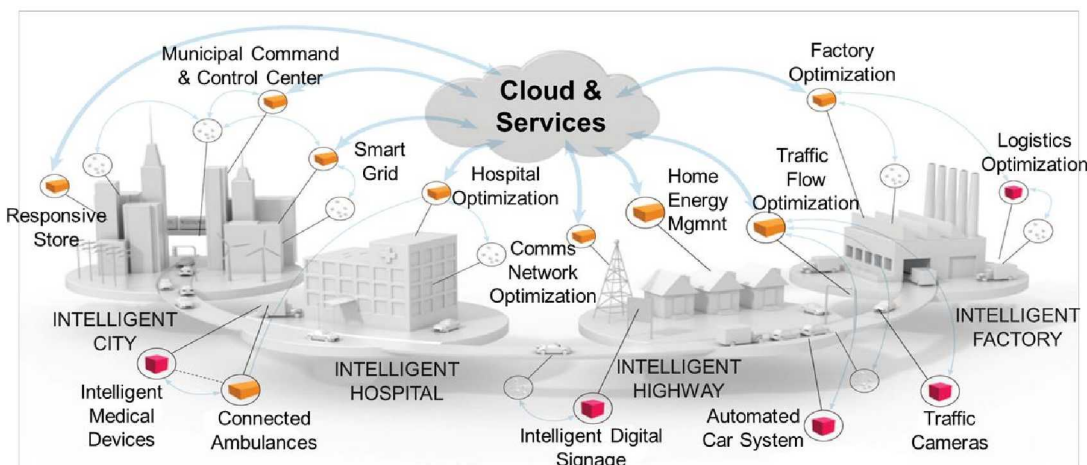 Municipal Command
& Control Center
Cloud &
Services
Factory
Optimization
Smart
Grid
Hospital
Optimization
Home
Energy
Mgmnt
Traffic
Flow
Optimization
Logistics
Optimization
Responsive
Store
Comms
Network
Optimization
INTELLIGENT
CITY
INTELLIGENT
HOSPITAL
INTELLIGENT
HIGHWAY
INTELLIGENT
FACTORY
Intelligent
Medical
Devices
Connected
Ambulances
Intelligent Digital
Signage
Automated
Car System
Traffic
Cameras